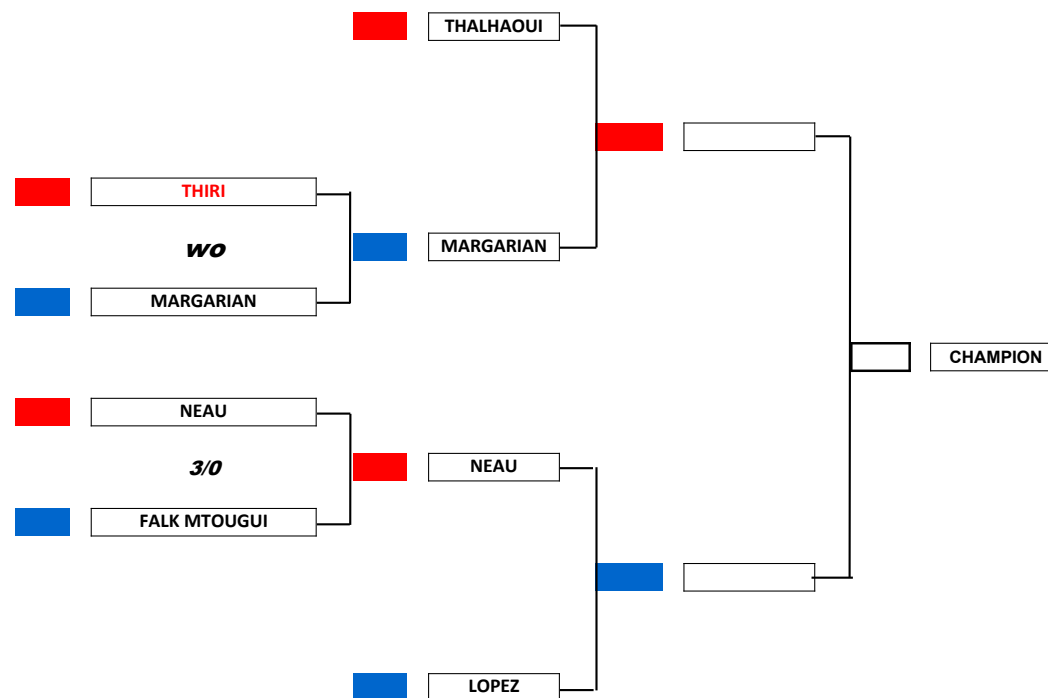 THALHAOUI
THIRI
WO
MARGARIAN
MARGARIAN
CHAMPION
NEAU
3/0
NEAU
FALK MTOUGUI
LOPEZ